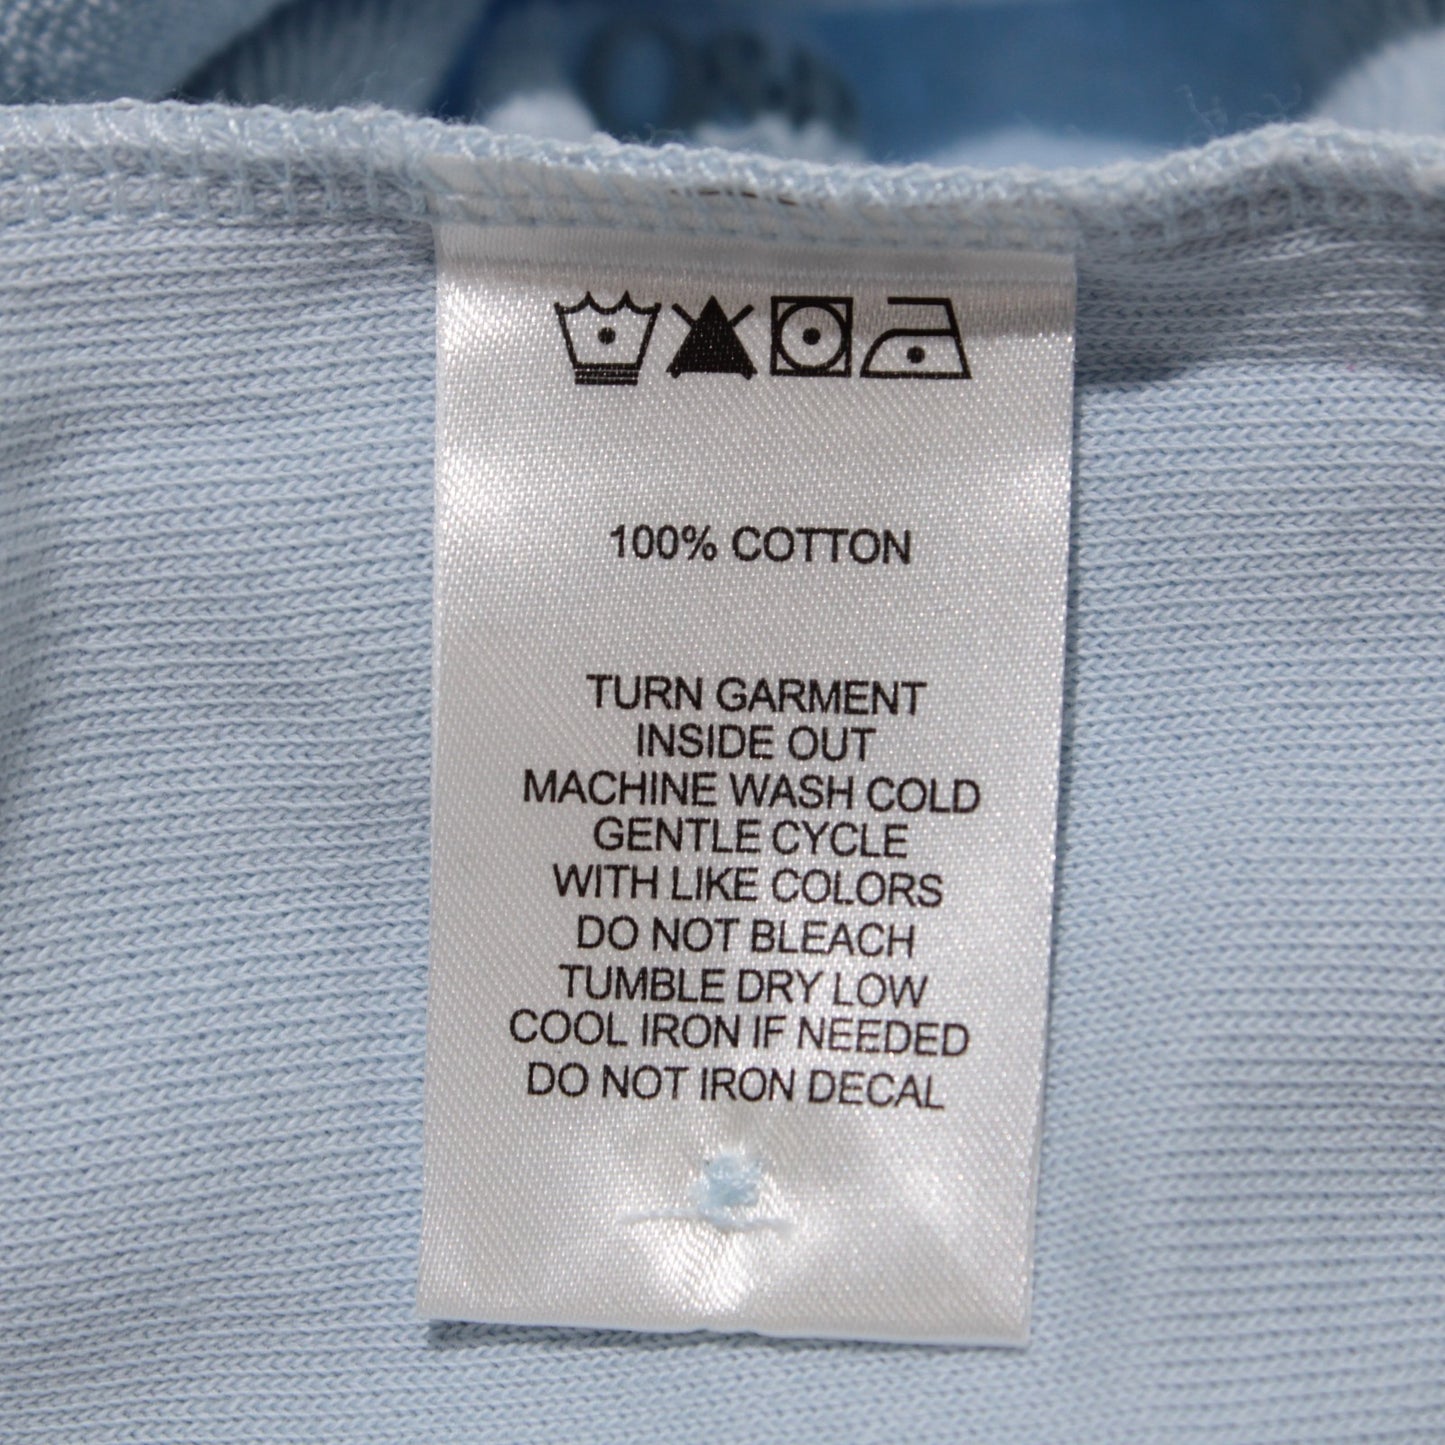 100% COTTON
TURN GARMENT
INSIDE OUT
MACHINE WASH COLD
GENTLE CYCLE
WITH LIKE COLORS
DO NOT BLEACH
TUMBLE DRY LOW
COOL IRON IF NEEDED
DO NOT IRON DECAL